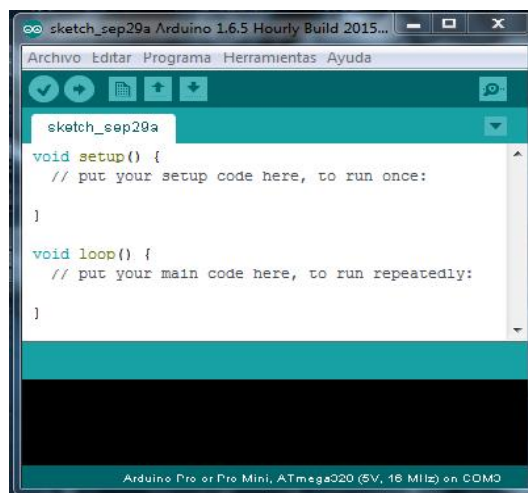 sketch_sep29a Arduino 1.6.5 Hourly Build 2015...
Archivo Editar Programa Herramientas Ayuda
sketch_sep29a
void setup() {
// put your setup code here, to run once:
}
void loop() {
// put your main code here, to run repeatedly:
}
Arduino Pro or Pro Mini, ATmega328 (5V, 16 MHz) on COM3